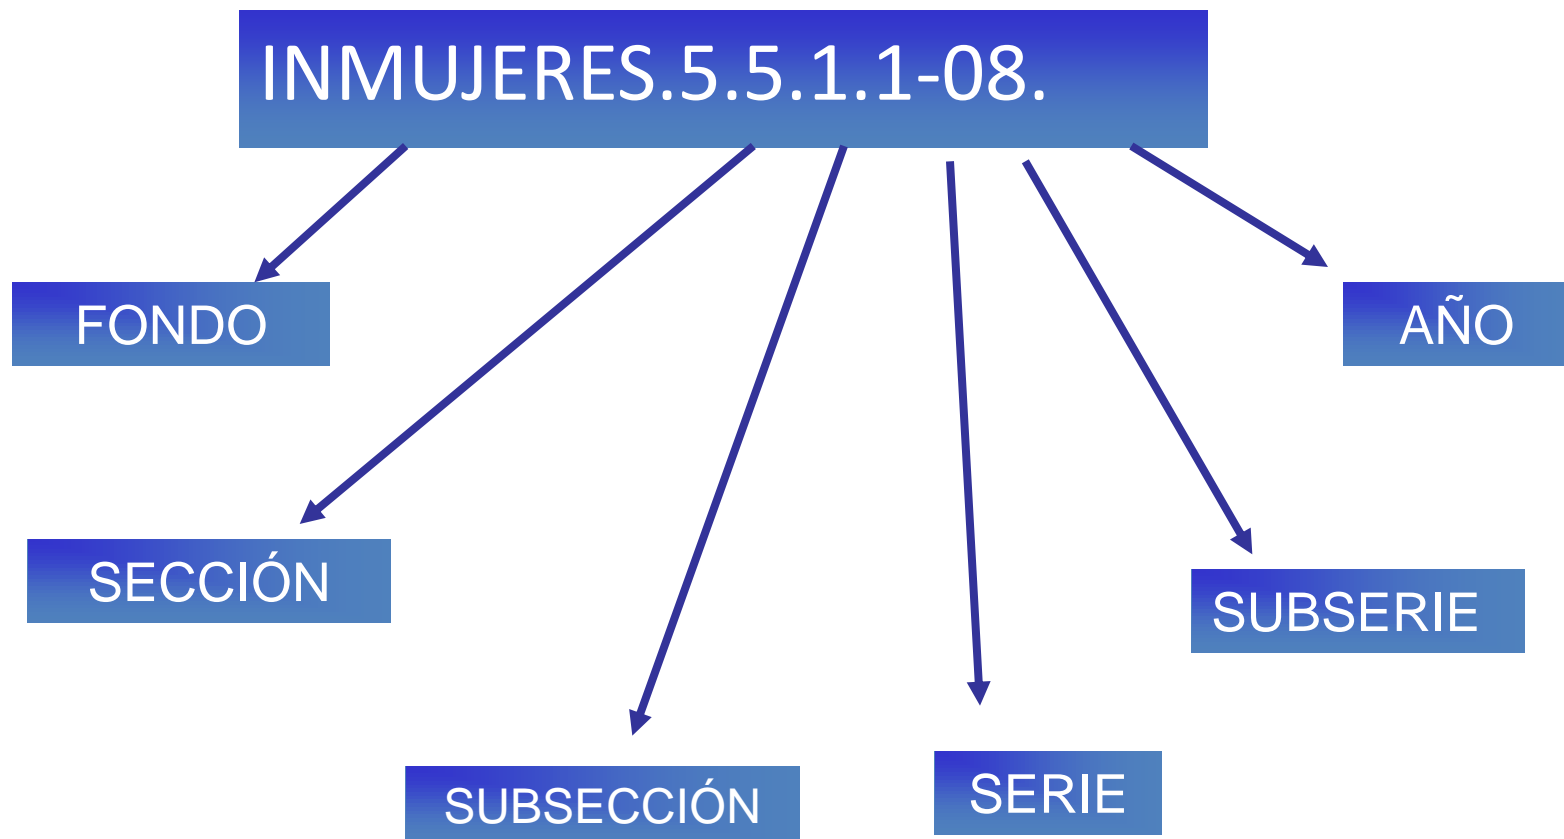 INMUJERES.5.5.1.1-08.
FONDO
AÑO
SECCIÓN
SUBSERIE
SUBSECCIÓN
SERIE